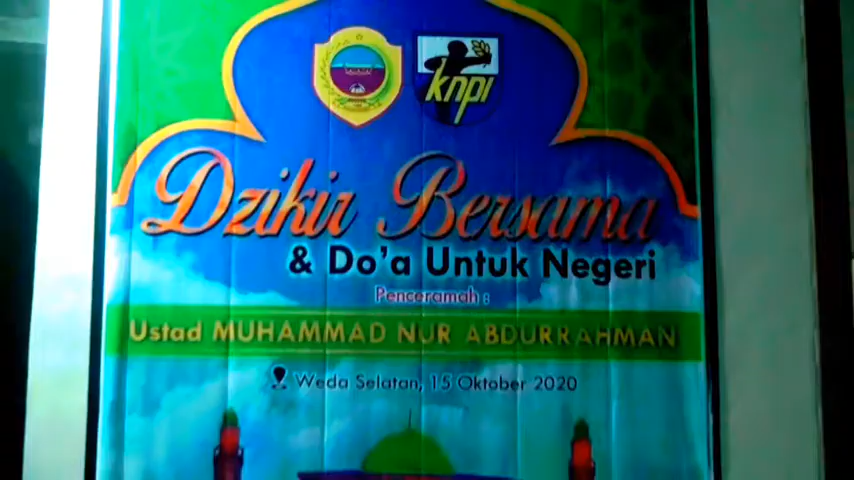 knpi
Dzikir Bersama
& Do'a Untuk Negeri
Penceramah :
Ustad MUHAMMAD NUR ABDURRAHMAN
Weda Selatan, 15 Oktober 2020